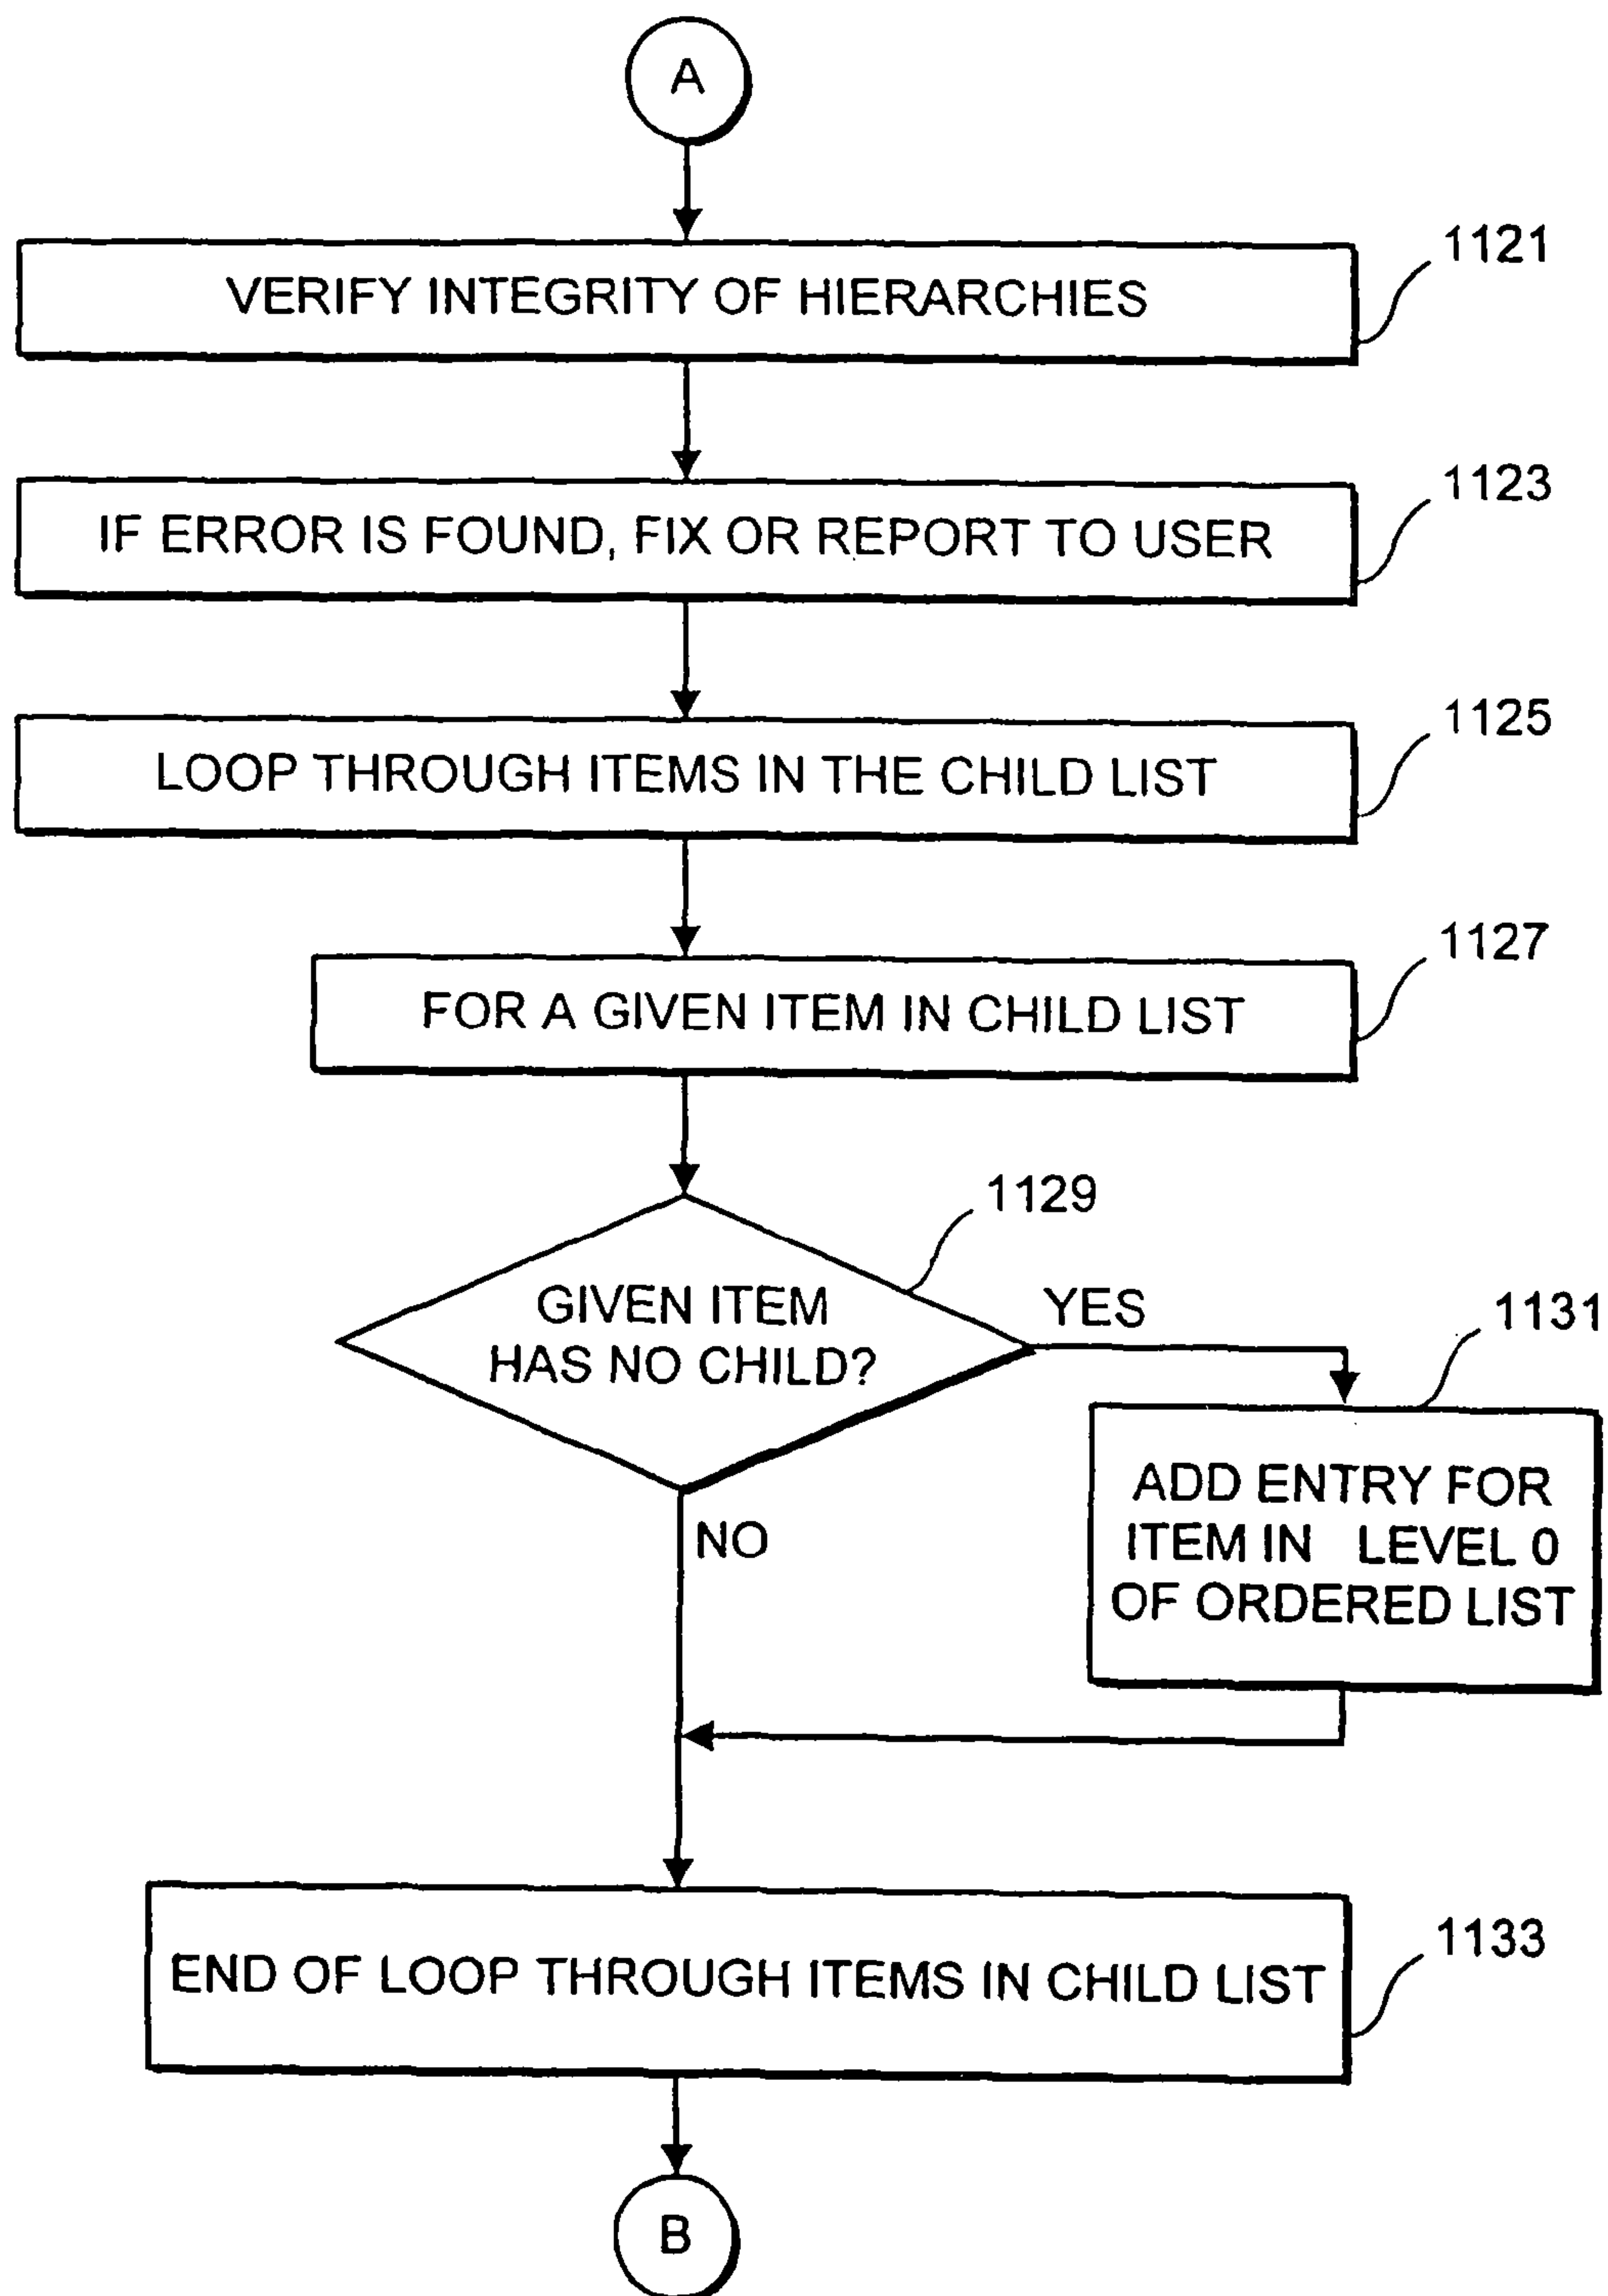 A
1121
VERIFY INTEGRITY OF HIERARCHIES
1123
IF ERROR IS FOUND, FIX OR REPORT TO USER
1125
LOOP THROUGH ITEMS IN THE CHILD LIST
1127
FOR A GIVEN ITEM IN CHILD LIST
1129
GIVEN ITEM
HAS NO CHILD?
YES
1131
ADD ENTRY FOR
ITEM IN LEVEL 0
OF ORDERED LIST
NO
1133
END OF LOOP THROUGH ITEMS IN CHILD LIST
B